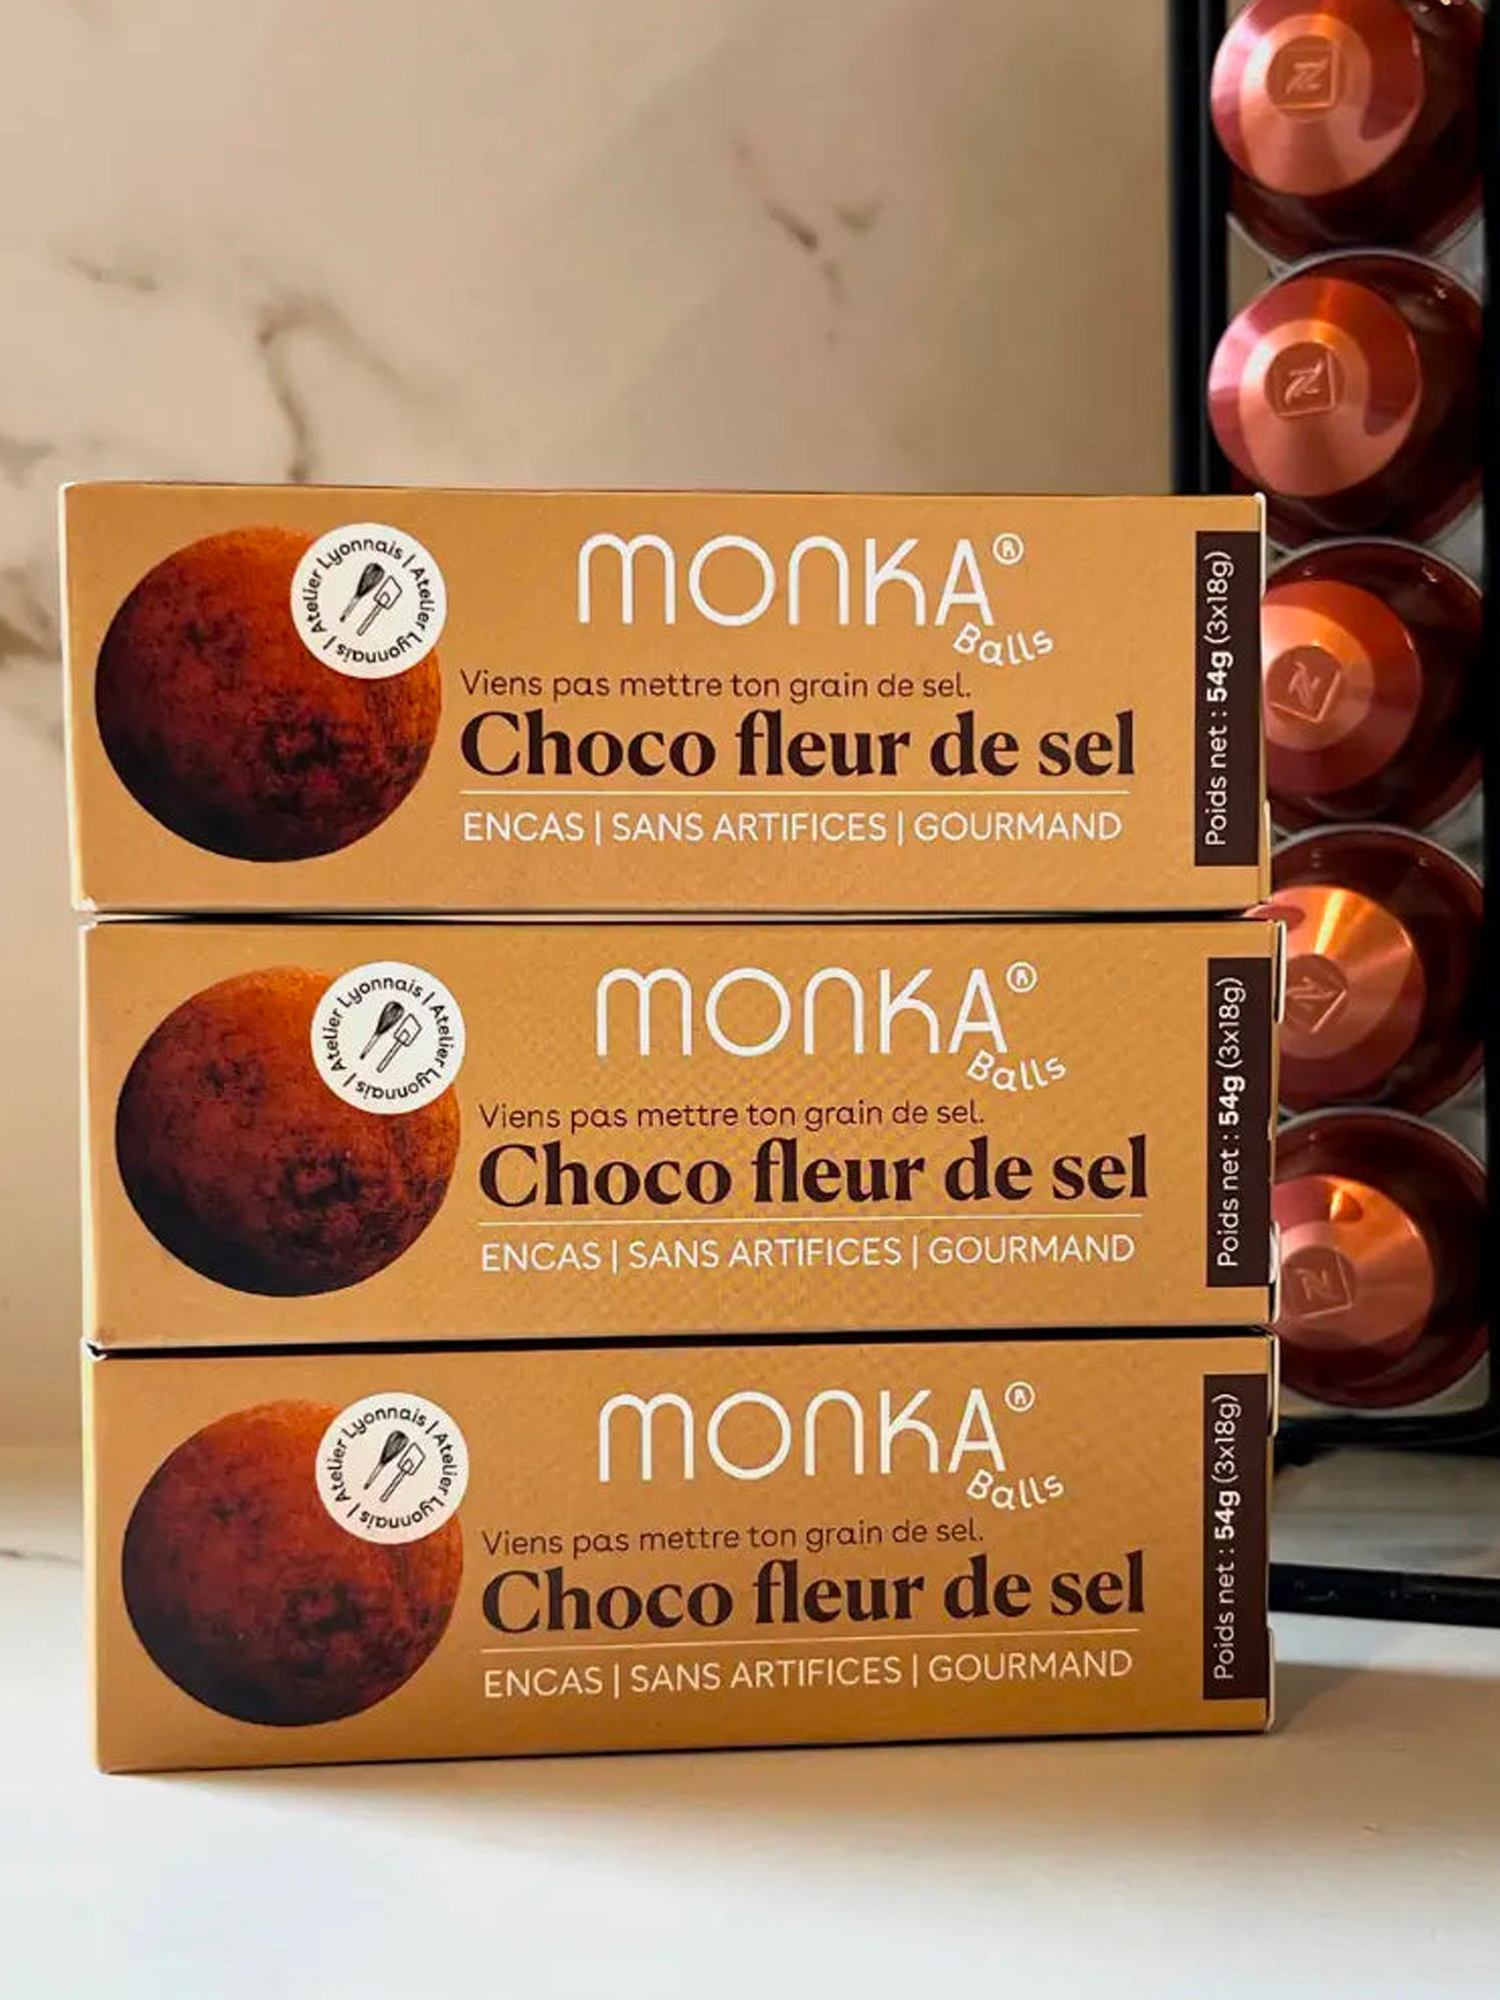 Atelier Lyonnais | Atelier Lyonnais |
MONKA®
Balls
Viens pas mettre ton grain de sel.
Choco fleur de sel
ENCAS | SANS ARTIFICES | GOURMAND
Poids net : 54g (3x18g)
Atelier Lyonnais | Atelier Lyonnais |
MONKA®
Balls
Viens pas mettre ton grain de sel.
Choco fleur de sel
ENCAS | SANS ARTIFICES | GOURMAND
Poids net : 54g (3x18g)
Atelier Lyonnais | Atelier Lyonnais |
MONKA®
Balls
Viens pas mettre ton grain de sel.
Choco fleur de sel
ENCAS | SANS ARTIFICES | GOURMAND
Poids net : 54g (3x18g)